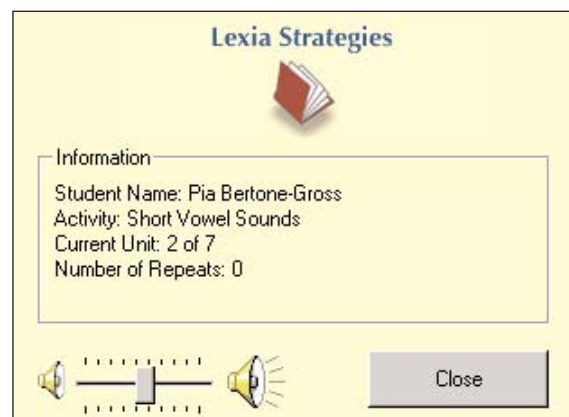 Lexia Strategies
Information
Student Name: Pia Bertone-Gross
Activity: Short Vowel Sounds
Current Unit: 2 of 7
Number of Repeats: 0
Close